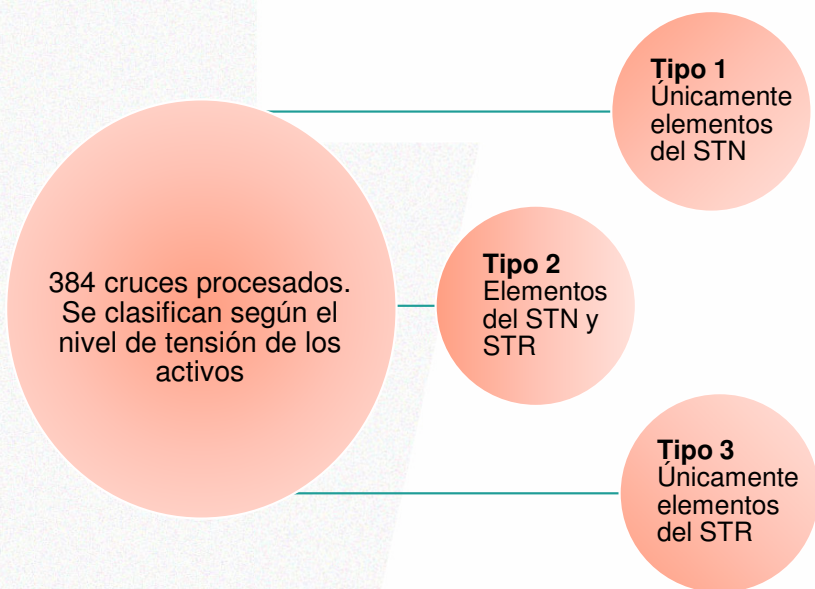 384 cruces procesados.
Se clasifican según el
nivel de tensión de los
activos
Tipo 1
Únicamente
elementos
del STN
Tipo 2
Elementos
del STN y
STR
Tipo 3
Únicamente
elementos
del STR